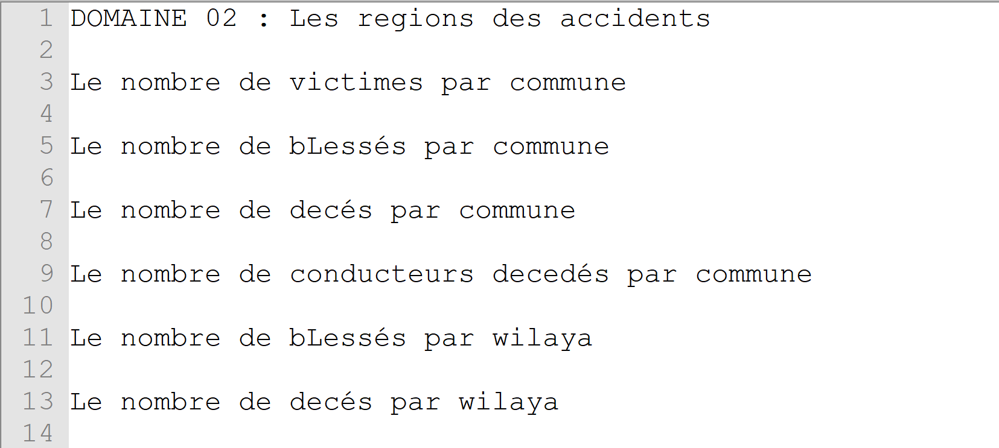 1 DOMAINE 02 : Les regions des accidents
2
3 Le nombre de victimes par commune
4
5 Le nombre de bLessés par commune
6
7 Le nombre de decés par commune
8
9 Le nombre de conducteurs decedés par commune
10
11 Le nombre de bLessés par wilaya
12
13 Le nombre de decés par wilaya
14